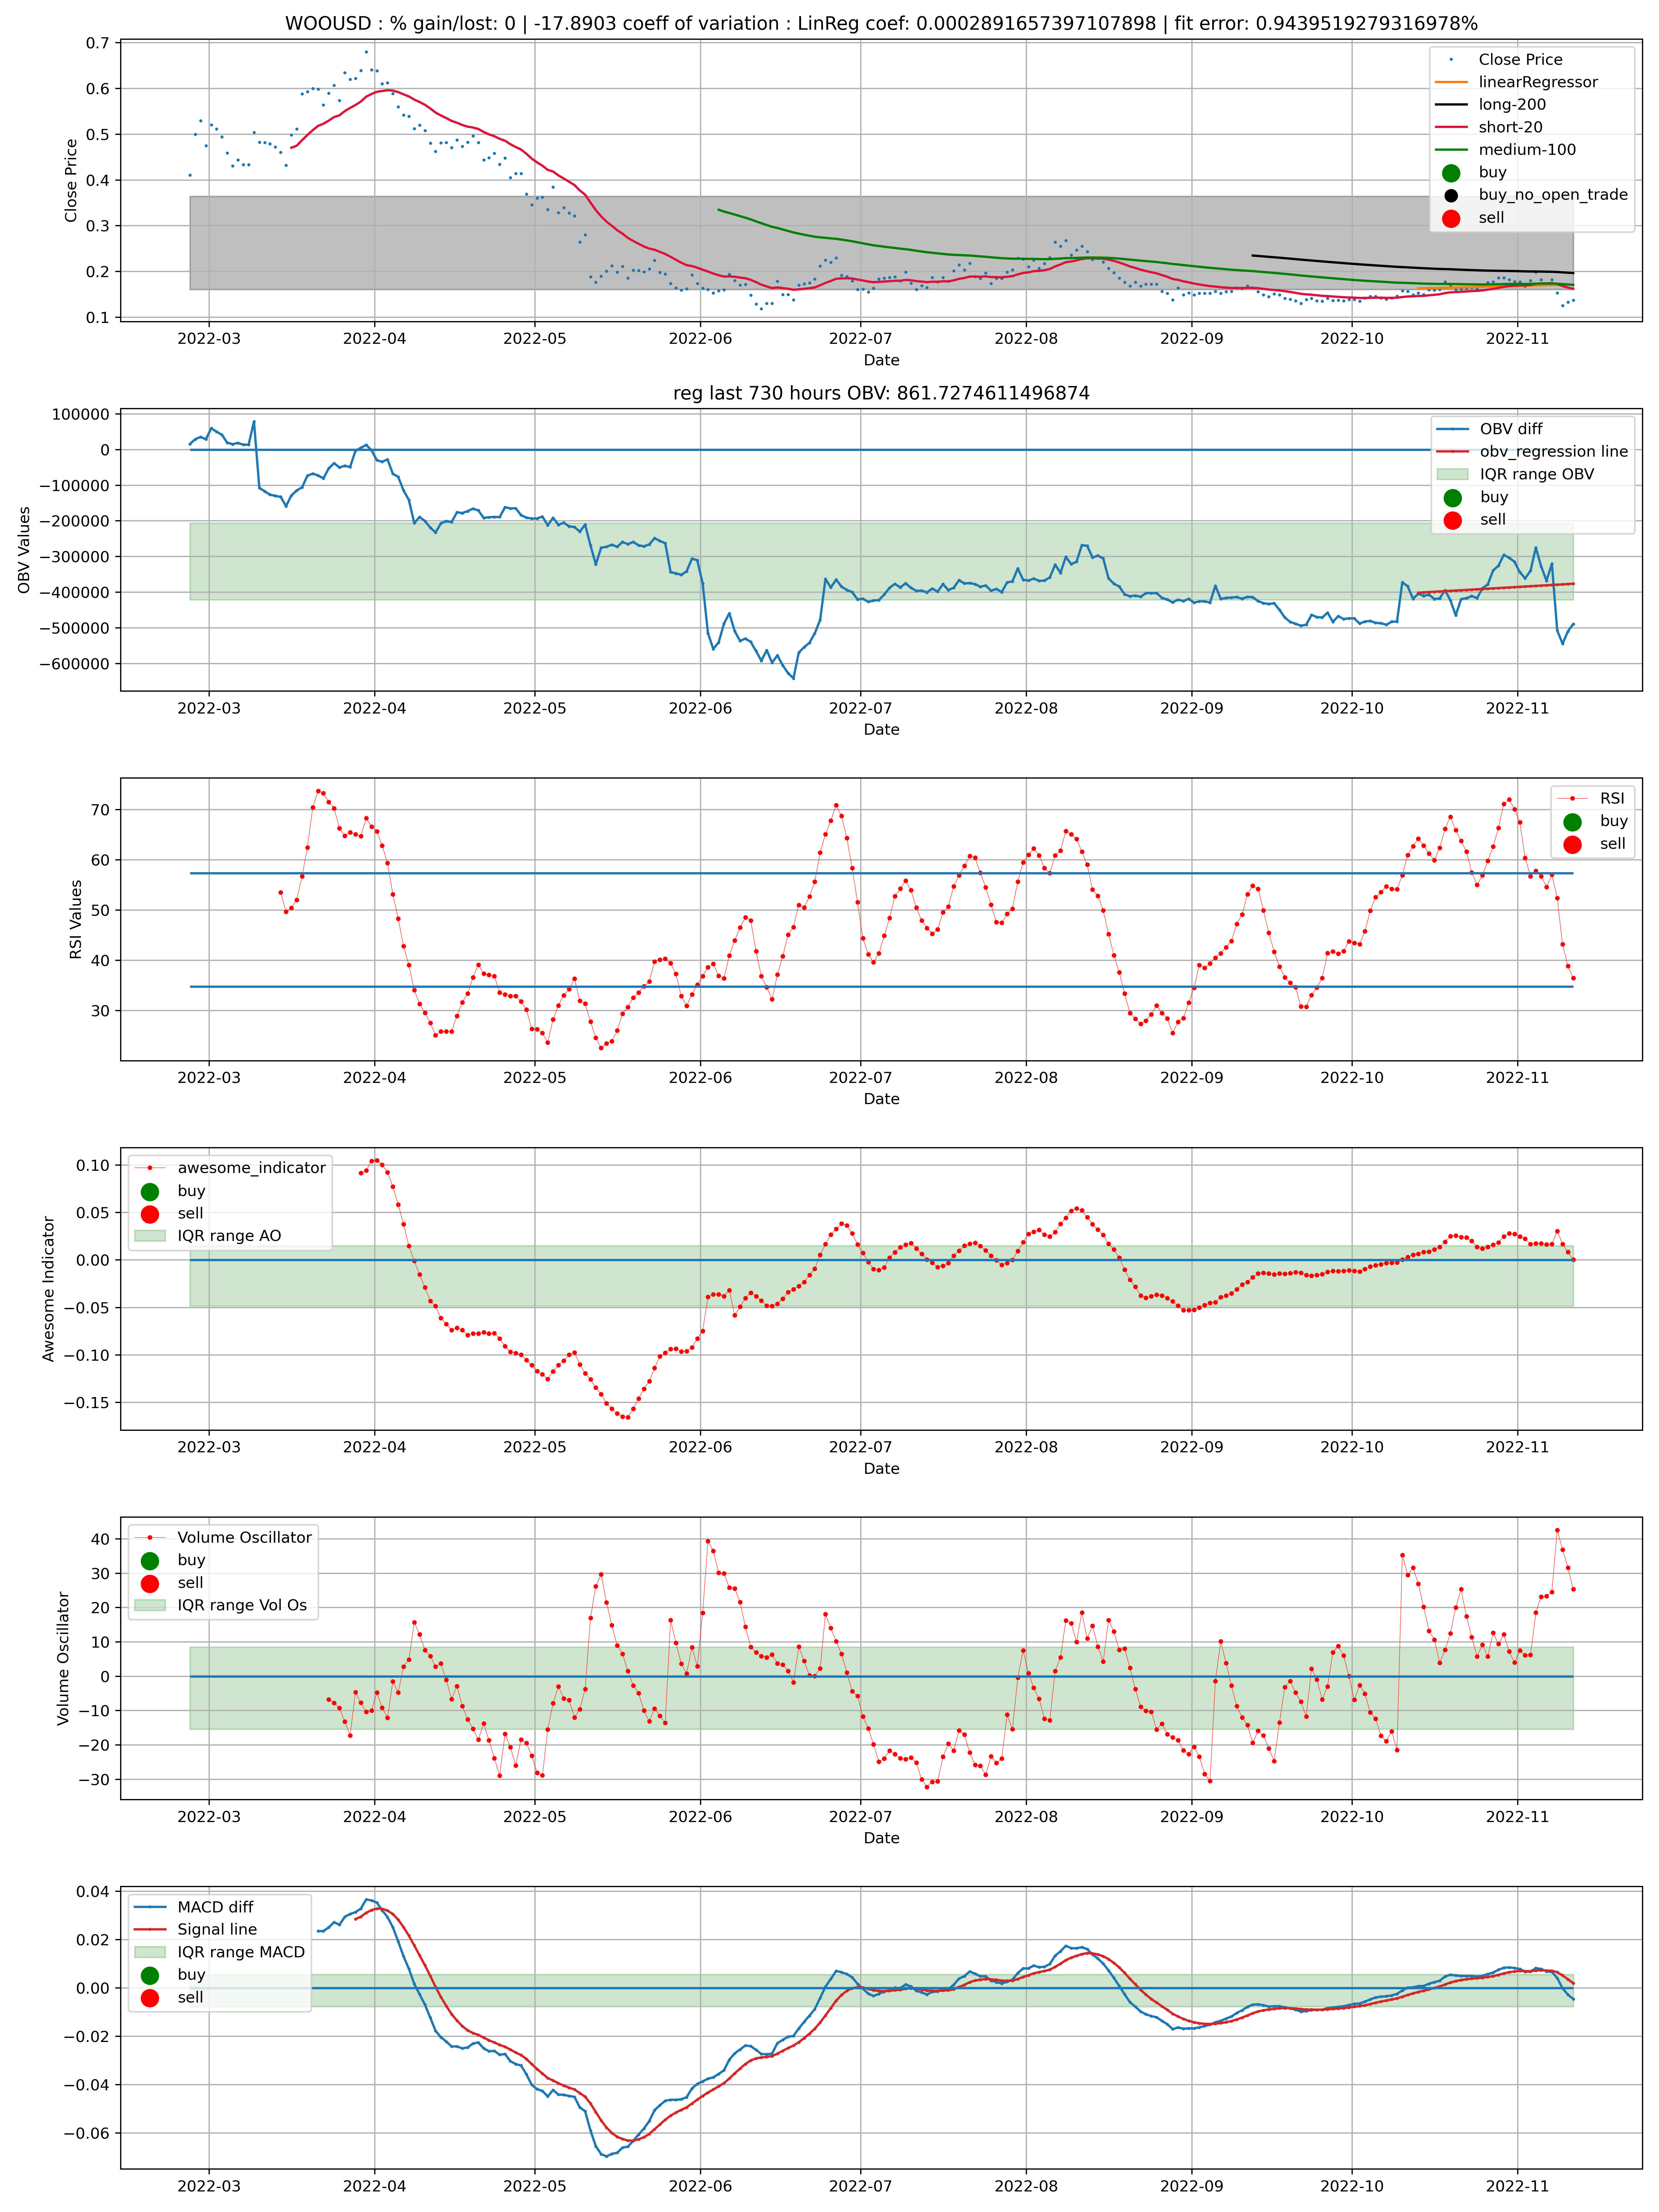 WOOUSD : % gain/lost: 0 | -17.8903 coeff of variation : LinReg coef: 0.0002891657397107898 | fit error: 0.9439519279316978%
0.7
0.6
0.5
0.4
0.3
0.2
0.1
Close Price
Close Price
linearRegressor
long-200
short-20
medium-100
buy
buy_no_open_trade
sell
2022-03 2022-04 2022-05 2022-06 2022-07 2022-08 2022-09 2022-10 2022-11
Date
reg last 730 hours OBV: 861.7274611496874
100000
0
−100000
−200000
−300000
−400000
−500000
−600000
OBV Values
OBV diff
obv_regression line
IQR range OBV
buy
sell
2022-03 2022-04 2022-05 2022-06 2022-07 2022-08 2022-09 2022-10 2022-11
Date
70
60
50
40
30
RSI Values
RSI
buy
sell
2022-03 2022-04 2022-05 2022-06 2022-07 2022-08 2022-09 2022-10 2022-11
Date
0.10
0.05
0.00
−0.05
−0.10
−0.15
Awesome Indicator
awesome_indicator
buy
sell
IQR range AO
2022-03 2022-04 2022-05 2022-06 2022-07 2022-08 2022-09 2022-10 2022-11
Date
40
30
20
10
0
−10
−20
−30
Volume Oscillator
Volume Oscillator
buy
sell
IQR range Vol Os
2022-03 2022-04 2022-05 2022-06 2022-07 2022-08 2022-09 2022-10 2022-11
Date
0.04
0.02
0.00
−0.02
−0.04
−0.06
MACD diff
Signal line
IQR range MACD
buy
sell
2022-03 2022-04 2022-05 2022-06 2022-07 2022-08 2022-09 2022-10 2022-11